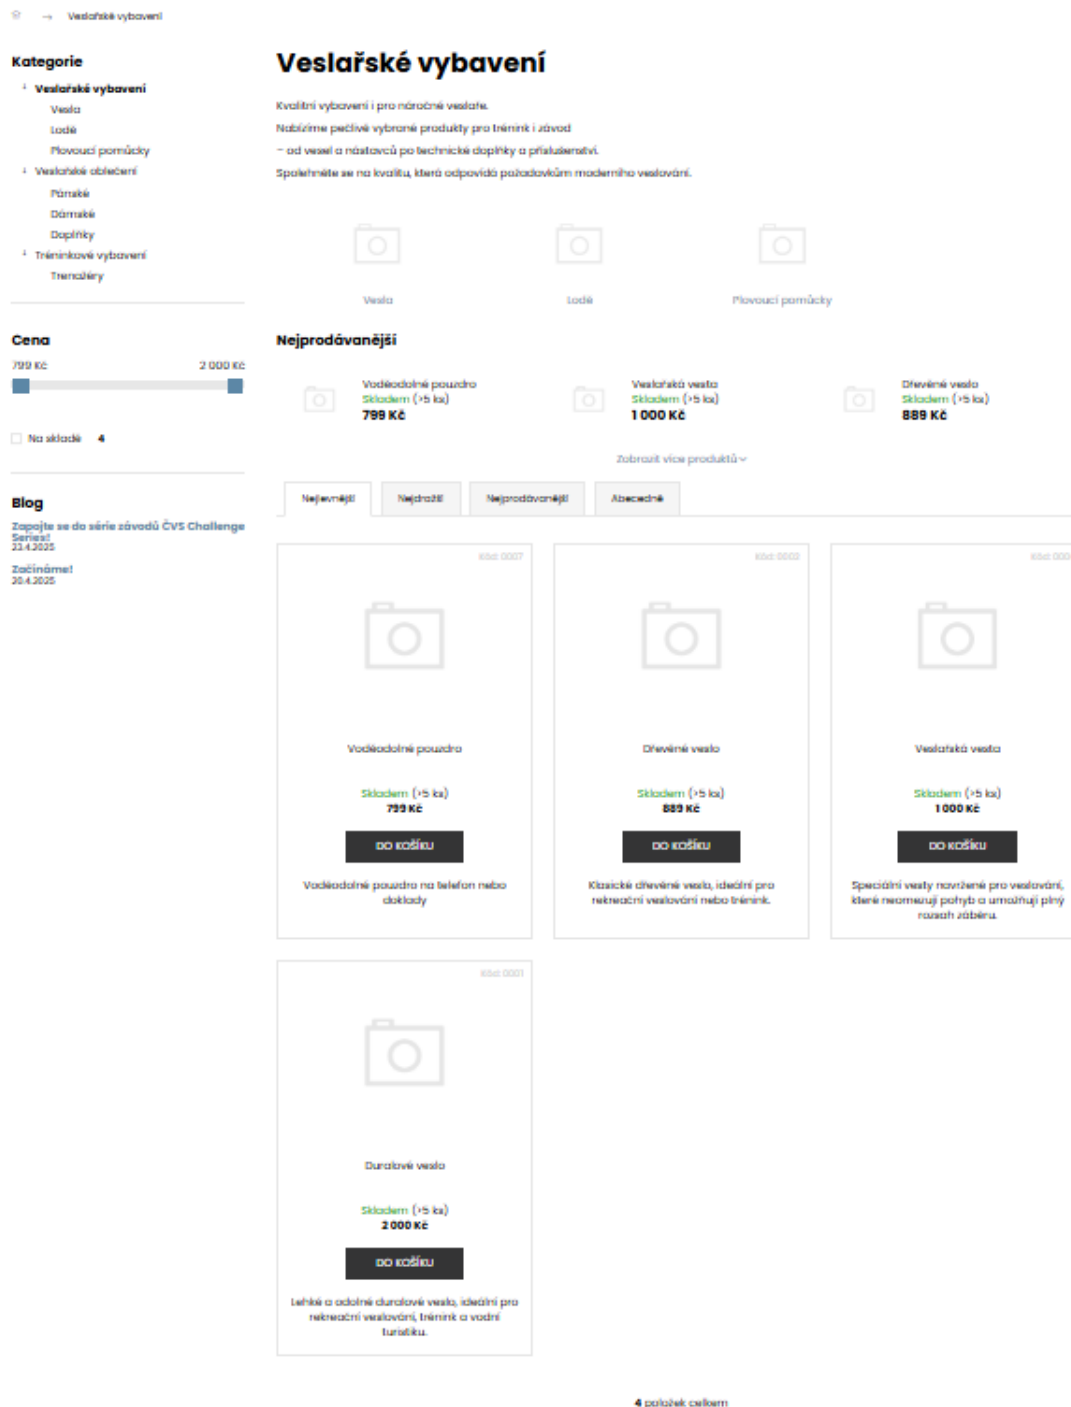 Veslařské vybavení
Kategorie
Veslařské vybavení
Vesla
Lodě
Plovoucí pomůcky
Veslařské oblečení
Pánské
Dámské
Doplňky
Tréninkové vybavení
Trenažéry
Cena
799 Kč
2 000 Kč
Na skladě 4
Blog
Zapojte se do série závodů ČVS Challenge
Series!
23.4.2025
Začínáme!
20.4.2025
Veslařské vybavení
Kvalitní vybavení i pro náročné veslaře.
Nabízíme pečlivě vybrané produkty pro trénink i závod
– od vesel a nástavců po technické doplňky a příslušenství.
Spolehněte se na kvalitu, která odpovídá požadavkům moderního veslování.
Vesla
Lodě
Plovoucí pomůcky
Nejprodávanější
Voděodolné pouzdro
Skladem (>5 ks)
799 Kč
Veslařská vesta
Skladem (>5 ks)
1 000 Kč
Dřevěné veslo
Skladem (>5 ks)
889 Kč
Zobrazit více produktů
Nejlevnější
Nejdražší
Nejprodávanější
Abecedně
Kód: 0007
Voděodolné pouzdro
Skladem (>5 ks)
799 Kč
DO KOŠÍKU
Voděodolné pouzdro na telefon nebo
doklady
Kód: 0002
Dřevěné veslo
Skladem (>5 ks)
889 Kč
DO KOŠÍKU
Klasické dřevěné veslo, ideální pro
rekreační veslování nebo trénink.
Kód: 000
Veslařská vesta
Skladem (>5 ks)
1 000 Kč
DO KOŠÍKU
Speciální vesty navržené pro veslování,
které neomezují pohyb a umožňují plný
rozsah záběru.
Kód: 0001
Duralové veslo
Skladem (>5 ks)
2 000 Kč
DO KOŠÍKU
Lehké a odolné duralové veslo, ideální pro
rekreační veslování, trénink a vodní
turistiku.
4 položek celkem